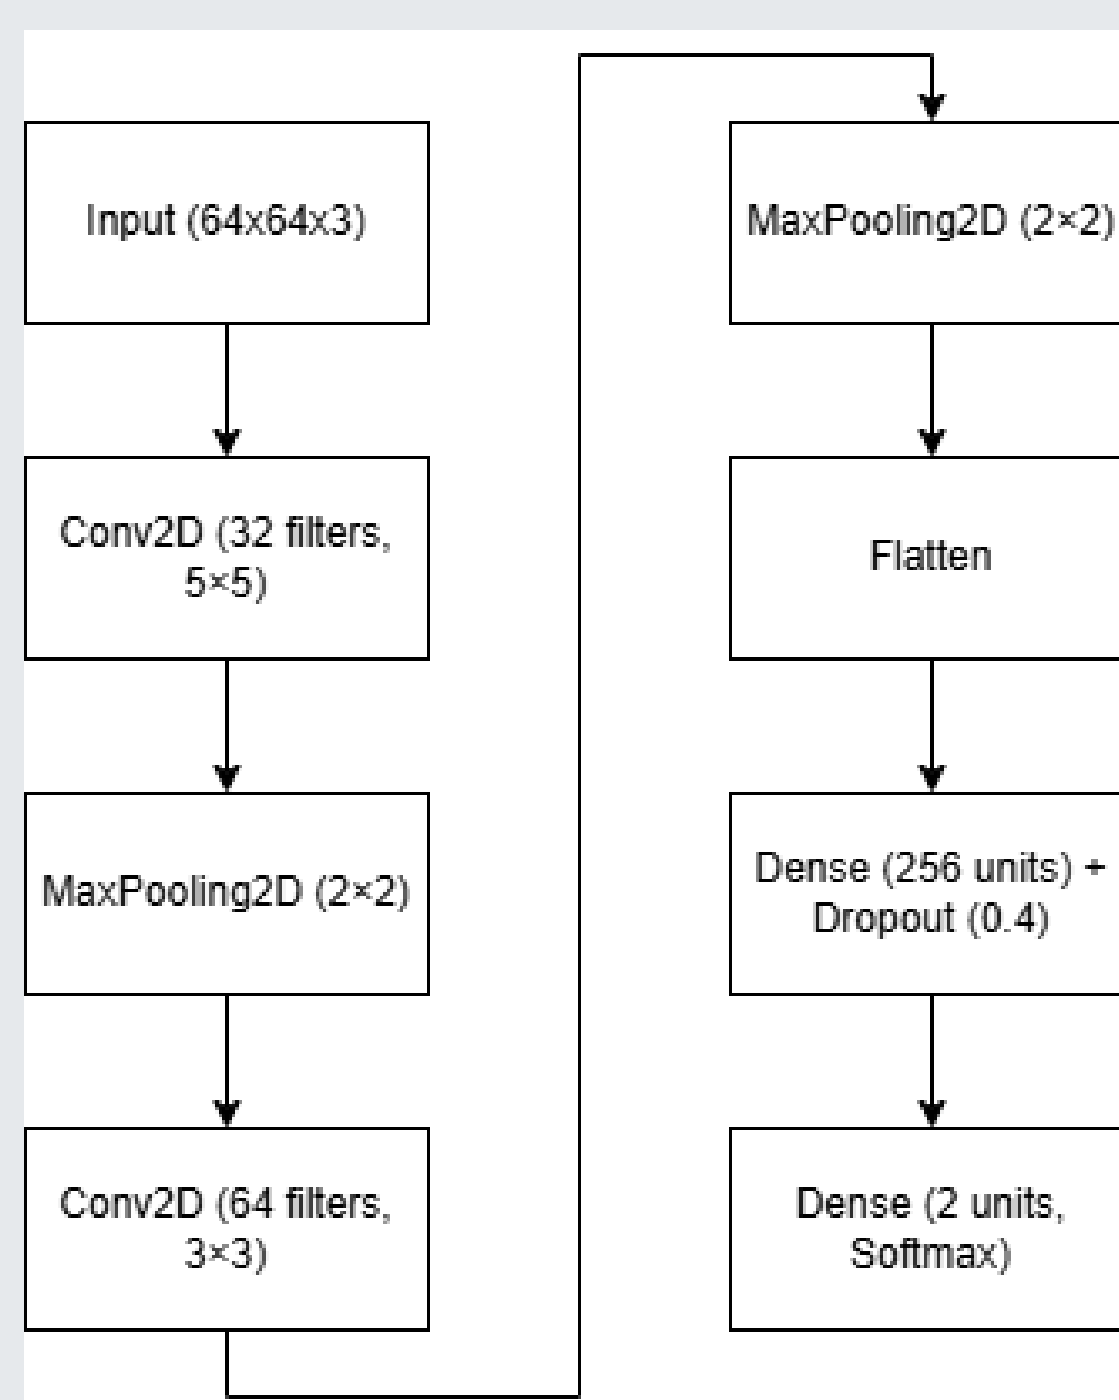 Input (64x64x3)
Conv2D (32 filters,
5×5)
MaxPooling2D (2×2)
Conv2D (64 filters,
3×3)
MaxPooling2D (2×2)
Flatten
Dense (256 units) +
Dropout (0.4)
Dense (2 units,
Softmax)